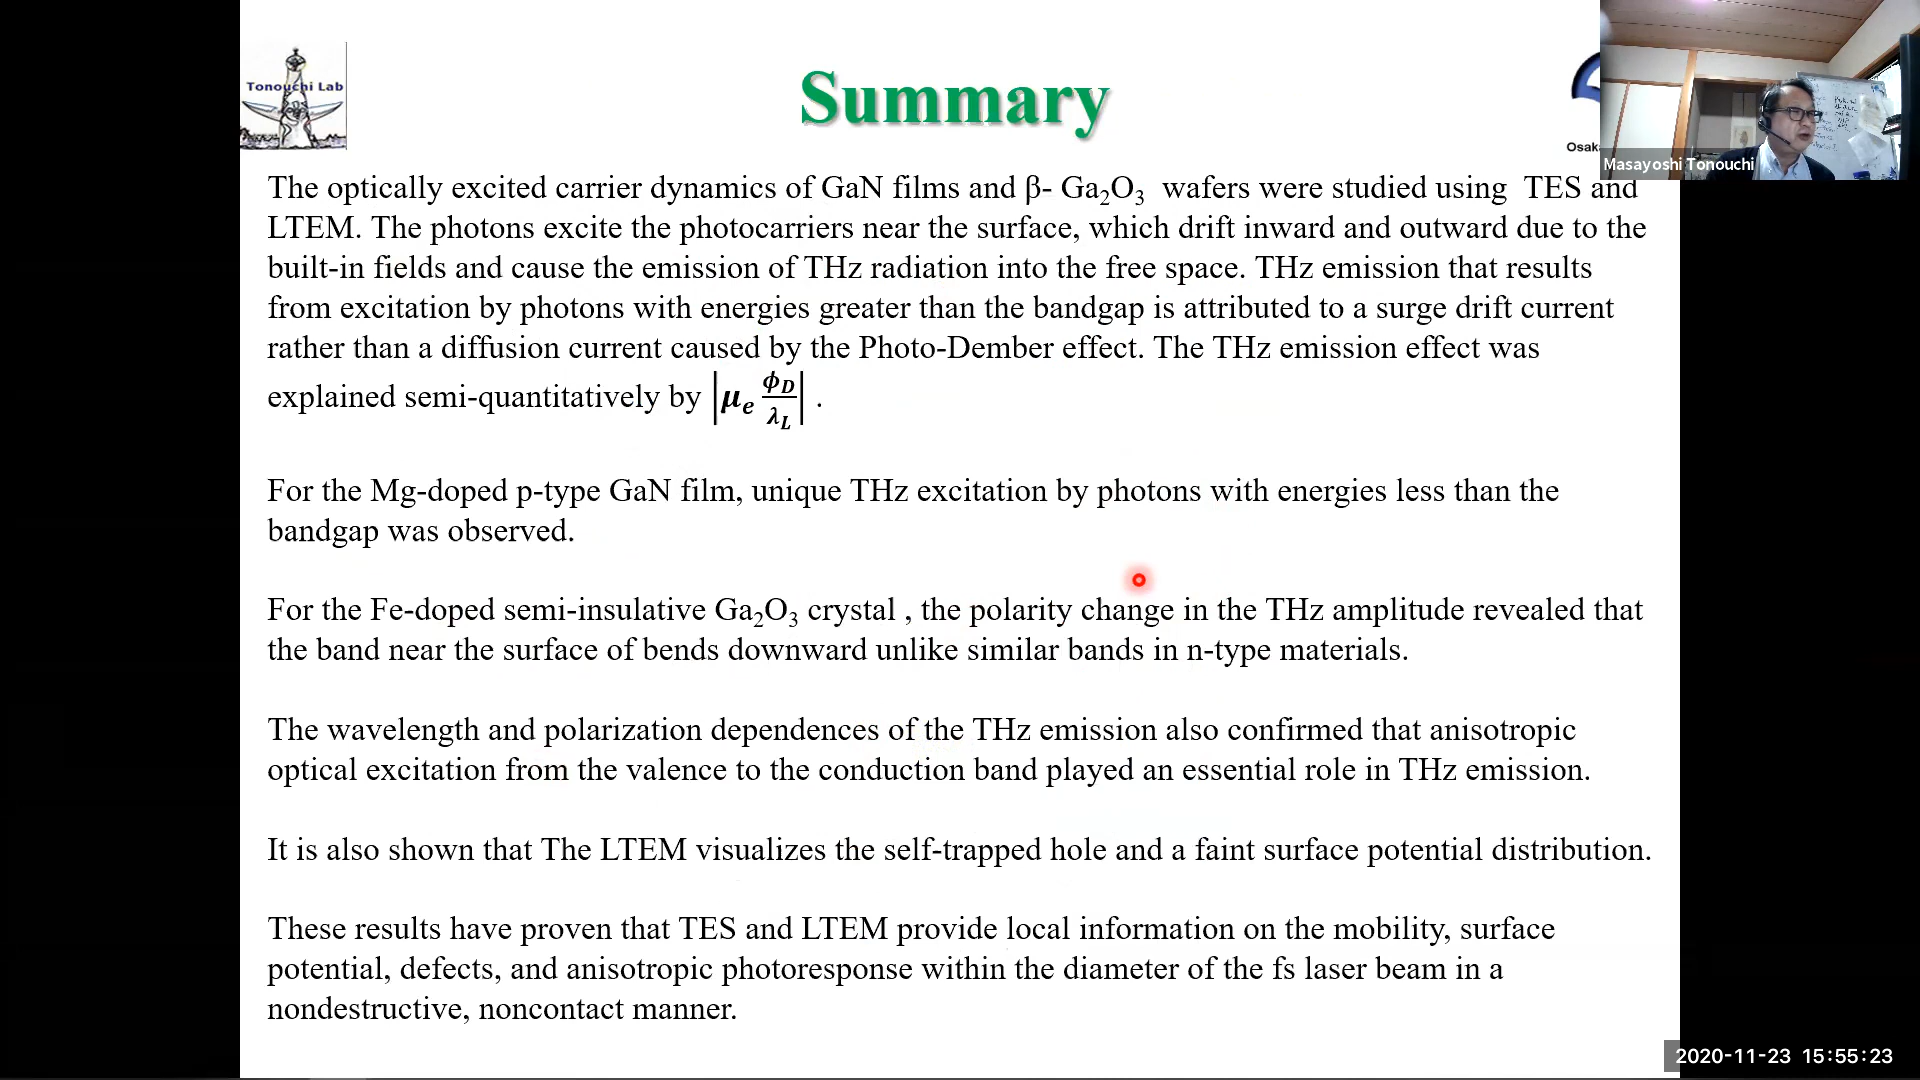 Tonouchi Lab
Summary
Osaka
Masayoshi Tonouchi
The optically excited carrier dynamics of GaN films and β- Ga₂O₃ wafers were studied using TES and
LTEM. The photons excite the photocarriers near the surface, which drift inward and outward due to the
built-in fields and cause the emission of THz radiation into the free space. THz emission that results
from excitation by photons with energies greater than the bandgap is attributed to a surge drift current
rather than a diffusion current caused by the Photo-Dember effect. The THz emission effect was
explained semi-quantitatively by |μₑ ϕ_D/λ_L| .
For the Mg-doped p-type GaN film, unique THz excitation by photons with energies less than the
bandgap was observed.
For the Fe-doped semi-insulative Ga₂O₃ crystal , the polarity change in the THz amplitude revealed that
the band near the surface of bends downward unlike similar bands in n-type materials.
The wavelength and polarization dependences of the THz emission also confirmed that anisotropic
optical excitation from the valence to the conduction band played an essential role in THz emission.
It is also shown that The LTEM visualizes the self-trapped hole and a faint surface potential distribution.
These results have proven that TES and LTEM provide local information on the mobility, surface
potential, defects, and anisotropic photoresponse within the diameter of the fs laser beam in a
nondestructive, noncontact manner.
2020-11-23 15:55:23